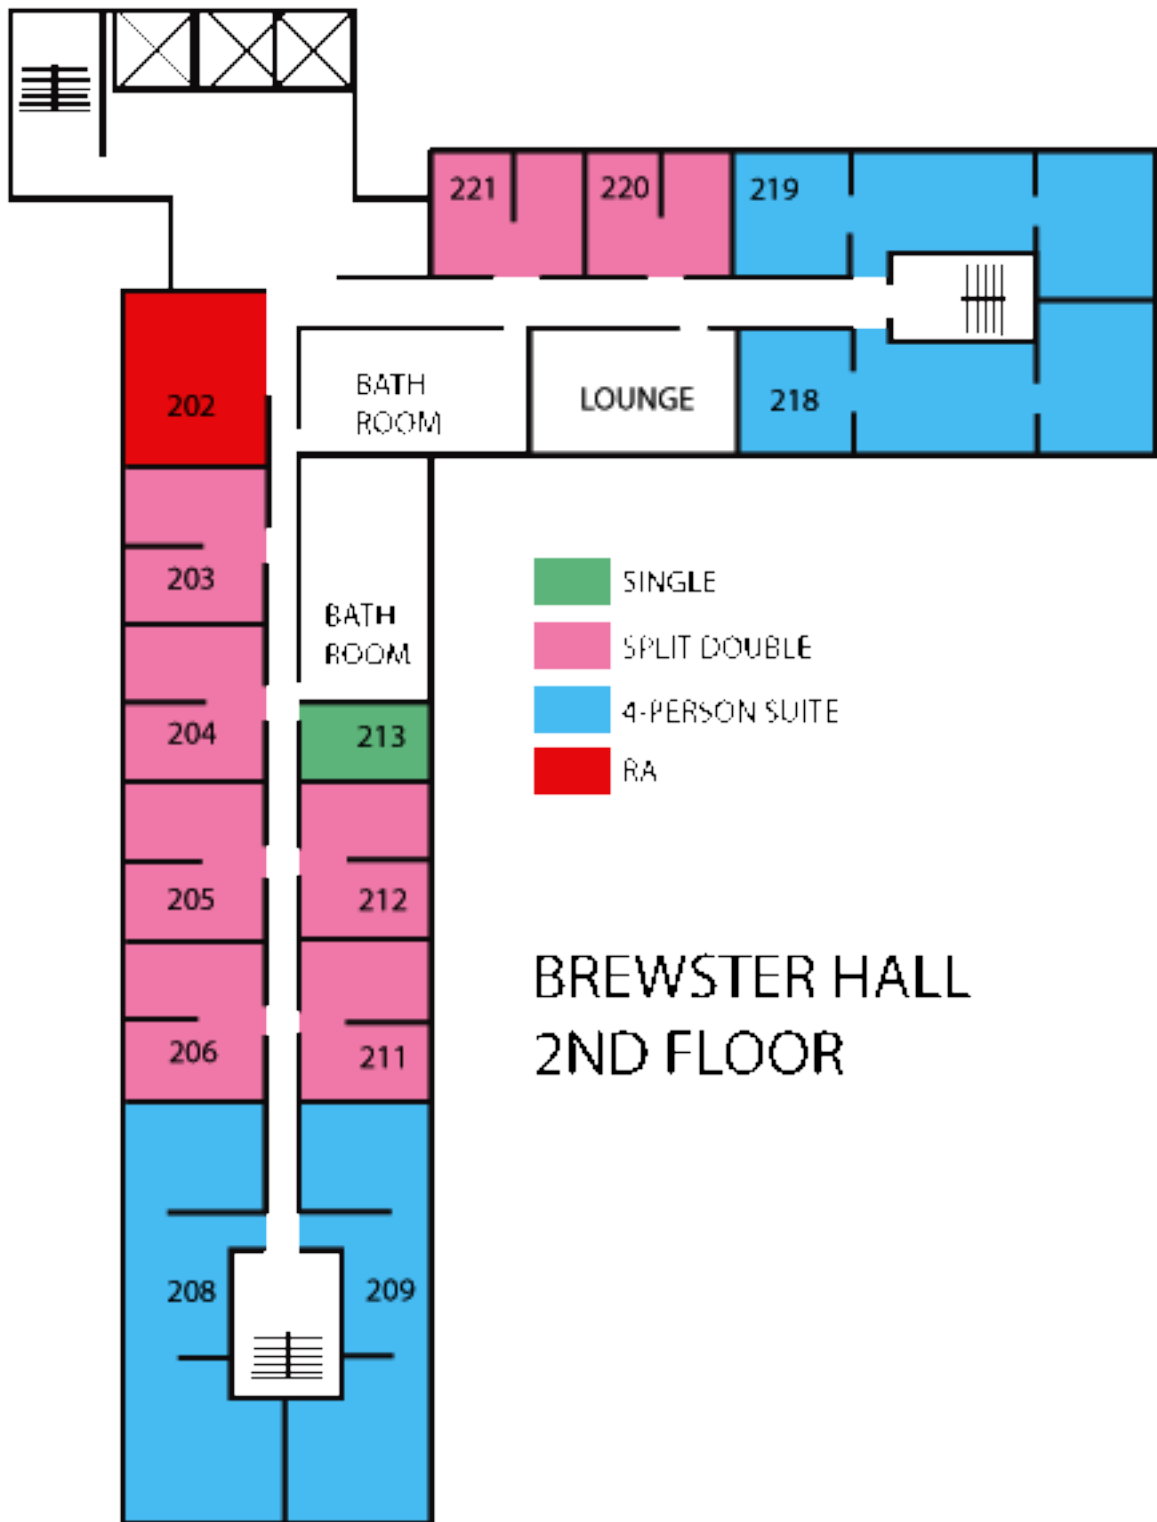 221
220
219
202
BATH
ROOM
LOUNGE
218
203
BATH
ROOM
SINGLE
SPLIT DOUBLE
4-PERSON SUITE
RA
204
213
205
212
206
211
BREWSTER HALL
2ND FLOOR
208
209